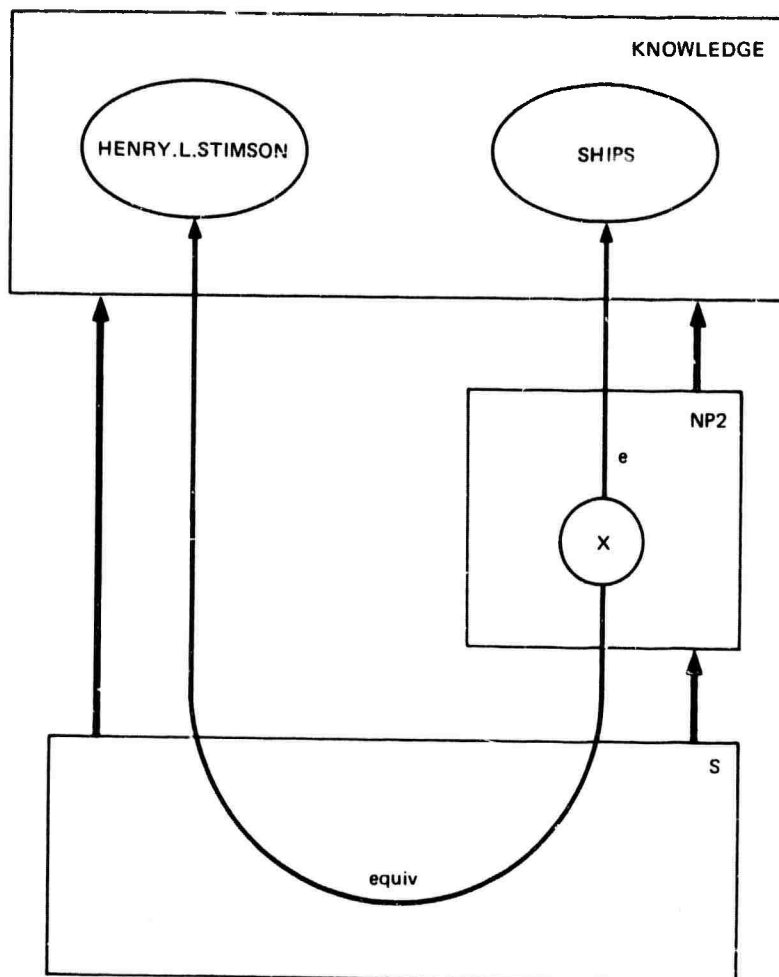 KNOWLEDGE
HENRY.L.STIMSON
SHIPS
NP2
e
X
S
equiv